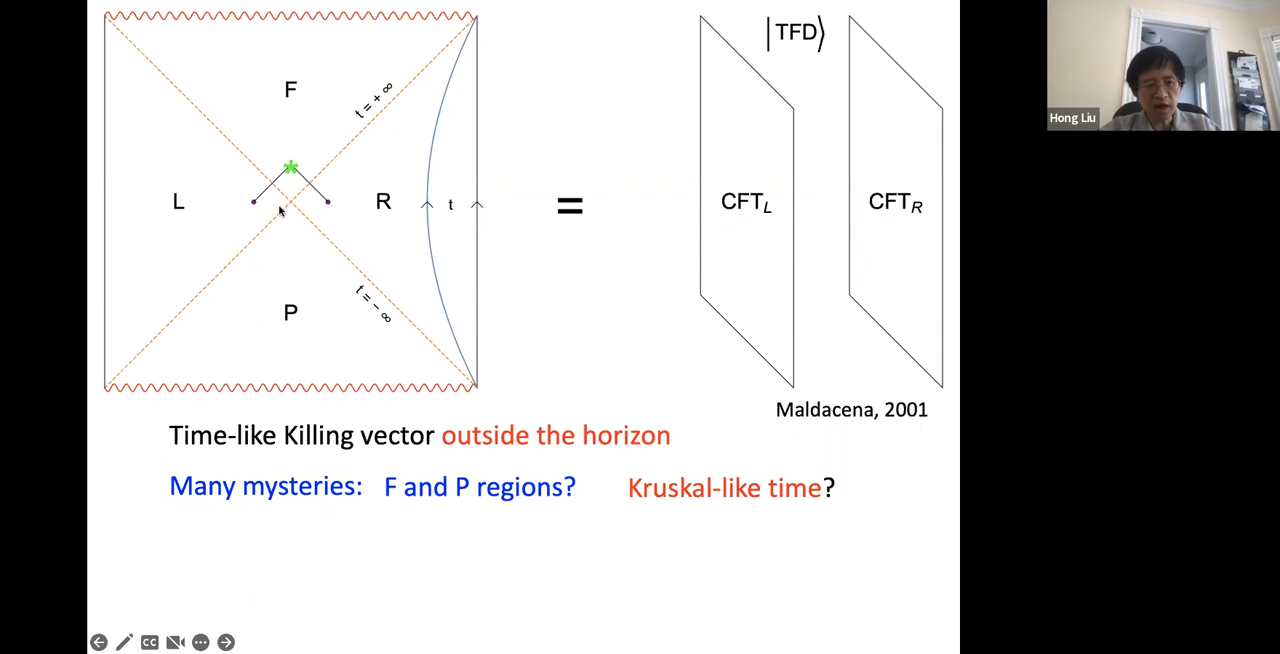 F
t = + ∞
L
R
t
P
t = − ∞
=
|TFD⟩
CFT_L
CFT_R
Maldacena, 2001
Time-like Killing vector outside the horizon
Many mysteries: F and P regions? Kruskal-like time?
Hong Liu
CC